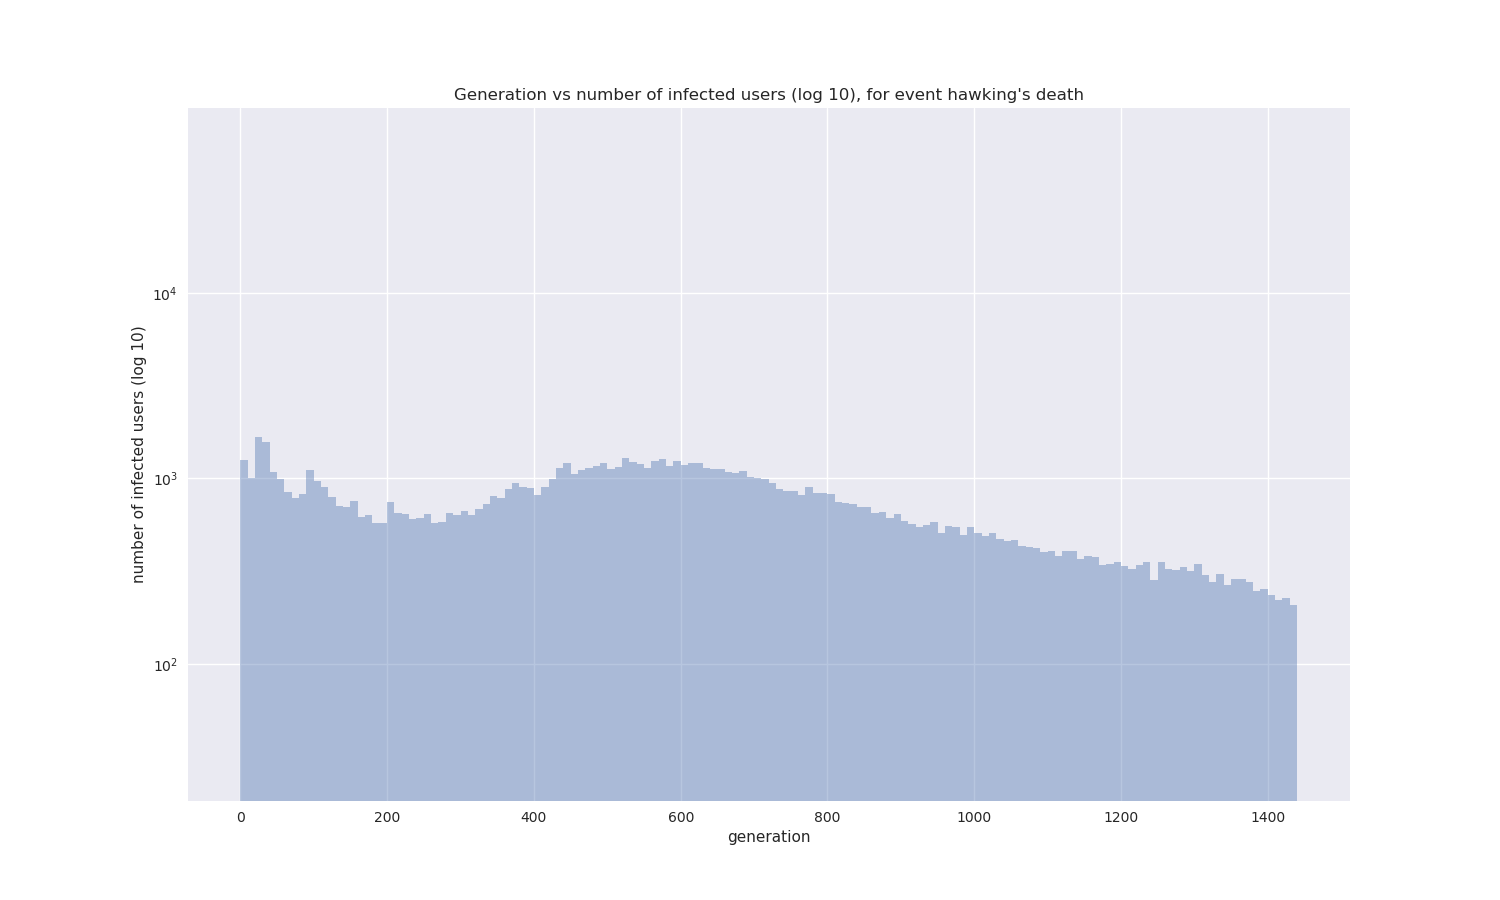 Generation vs number of infected users (log 10), for event hawking's death
number of infected users (log 10)
10⁴
10³
10²
0 200 400 600 800 1000 1200 1400
generation